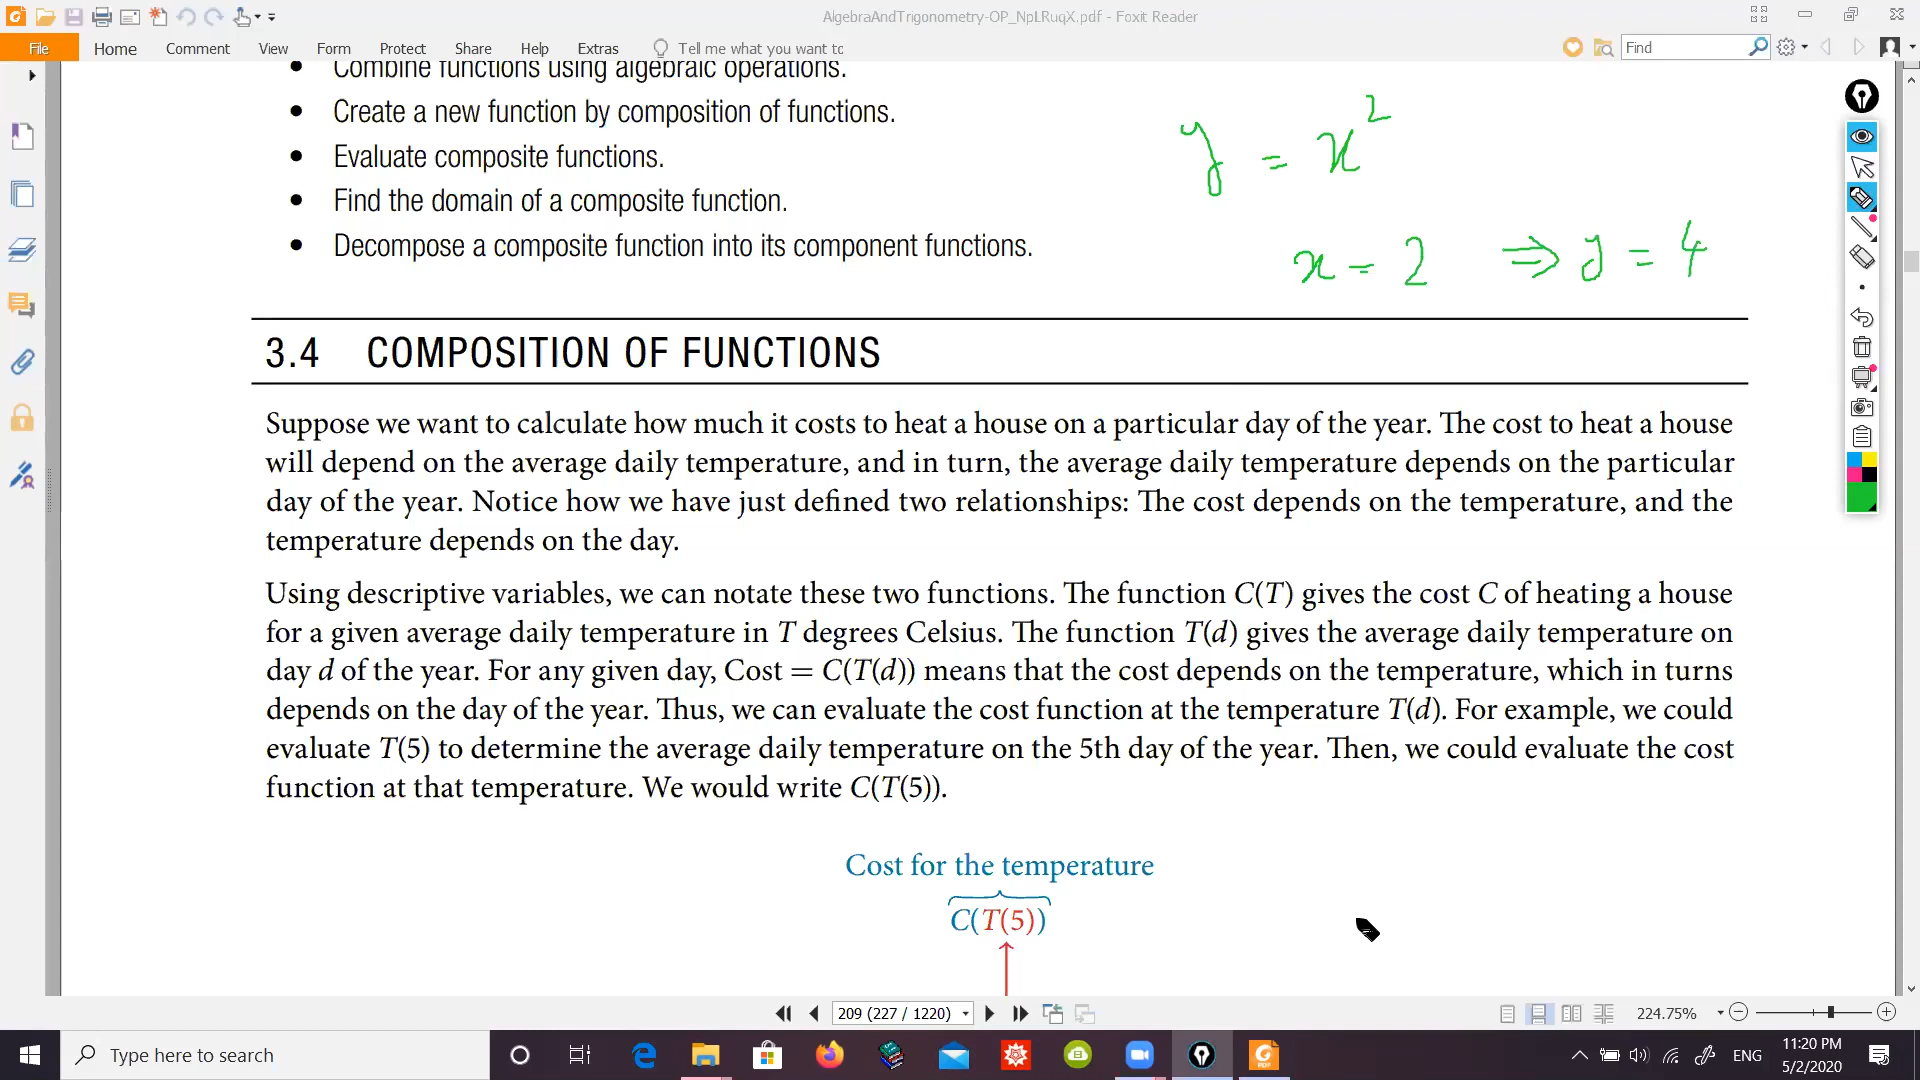 AlgebraAndTrigonometry-OP_NpLRuqX.pdf - Foxit Reader
File Home Comment View Form Protect Share Help Extras Tell me what you want to Find
• Combine functions using algebraic operations.
• Create a new function by composition of functions.
• Evaluate composite functions.
• Find the domain of a composite function.
• Decompose a composite function into its component functions.
y = x²
x = 2 ⇒ y = 4
3.4 COMPOSITION OF FUNCTIONS
Suppose we want to calculate how much it costs to heat a house on a particular day of the year. The cost to heat a house
will depend on the average daily temperature, and in turn, the average daily temperature depends on the particular
day of the year. Notice how we have just defined two relationships: The cost depends on the temperature, and the
temperature depends on the day.
Using descriptive variables, we can notate these two functions. The function C(T) gives the cost C of heating a house
for a given average daily temperature in T degrees Celsius. The function T(d) gives the average daily temperature on
day d of the year. For any given day, Cost = C(T(d)) means that the cost depends on the temperature, which in turns
depends on the day of the year. Thus, we can evaluate the cost function at the temperature T(d). For example, we could
evaluate T(5) to determine the average daily temperature on the 5th day of the year. Then, we could evaluate the cost
function at that temperature. We would write C(T(5)).
Cost for the temperature
C(T(5))
209 (227 / 1220) 224.75%
Type here to search ENG 11:20 PM
5/2/2020